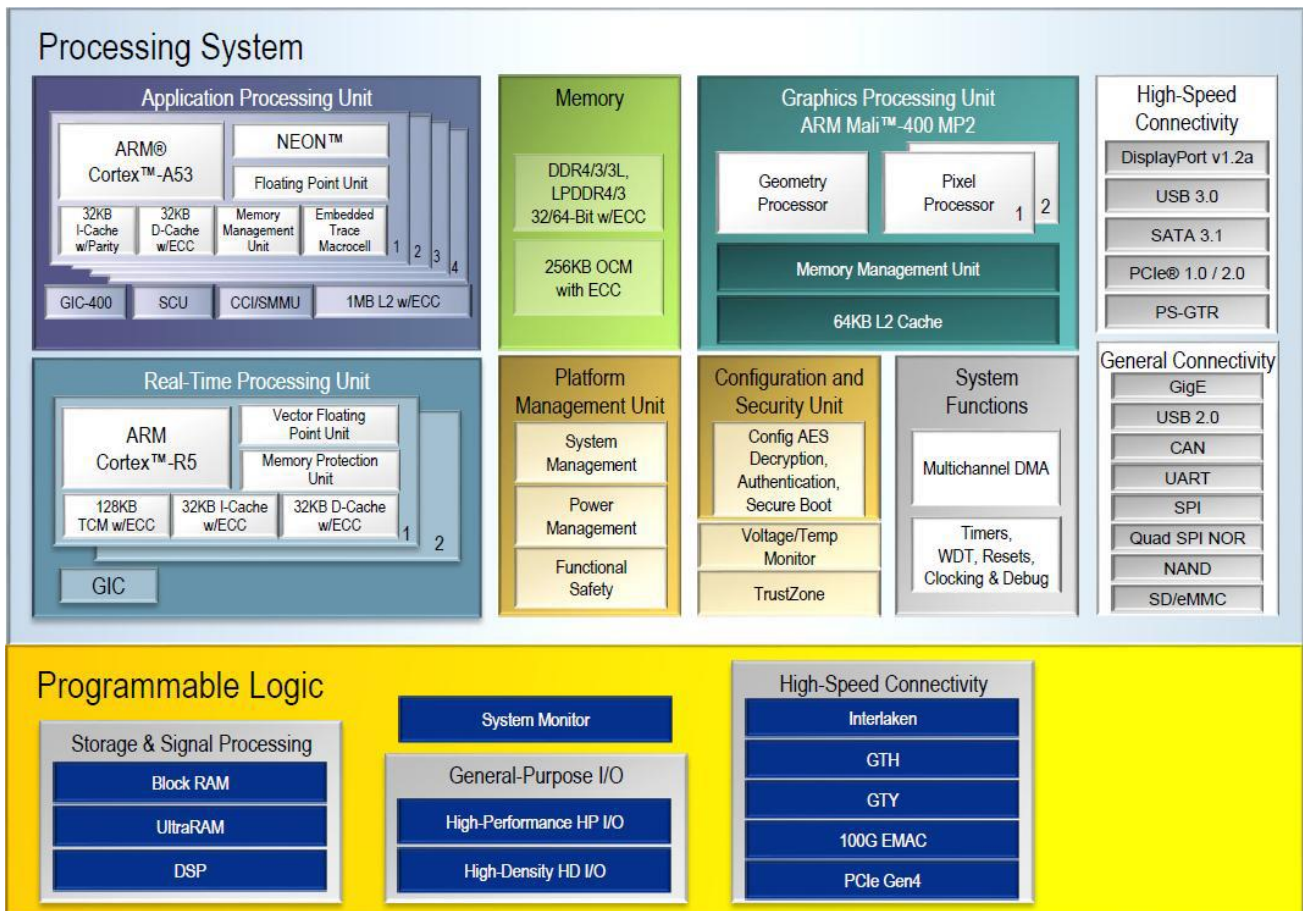 Processing System
Application Processing Unit
ARM®
Cortex™-A53
NEON™
Floating Point Unit
32KB
I-Cache
w/Parity
32KB
D-Cache
w/ECC
Memory
Management
Unit
Embedded
Trace
Macrocell
1
2
3
4
GIC-400
SCU
CCI/SMMU
1MB L2 w/ECC
Memory
DDR4/3/3L,
LPDDR4/3
32/64-Bit w/ECC
256KB OCM
with ECC
Graphics Processing Unit
ARM Mali™-400 MP2
Geometry
Processor
Pixel
Processor
1
2
Memory Management Unit
64KB L2 Cache
High-Speed
Connectivity
DisplayPort v1.2a
USB 3.0
SATA 3.1
PCIe® 1.0 / 2.0
PS-GTR
Real-Time Processing Unit
ARM
Cortex™-R5
Vector Floating
Point Unit
Memory Protection
Unit
128KB
TCM w/ECC
32KB I-Cache
w/ECC
32KB D-Cache
w/ECC
1
2
GIC
Platform
Management Unit
System
Management
Power
Management
Functional
Safety
Configuration and
Security Unit
Config AES
Decryption,
Authentication,
Secure Boot
Voltage/Temp
Monitor
TrustZone
System
Functions
Multichannel DMA
Timers,
WDT, Resets,
Clocking & Debug
General Connectivity
GigE
USB 2.0
CAN
UART
SPI
Quad SPI NOR
NAND
SD/eMMC
Programmable Logic
Storage & Signal Processing
Block RAM
UltraRAM
DSP
System Monitor
General-Purpose I/O
High-Performance HP I/O
High-Density HD I/O
High-Speed Connectivity
Interlaken
GTH
GTY
100G EMAC
PCIe Gen4